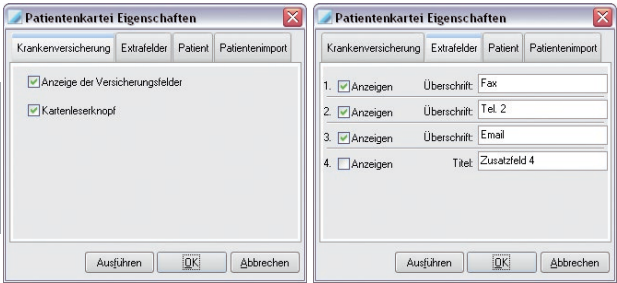 Patientenkartei Eigenschaften
Krankenversicherung Extrafelder Patient Patientenimport
Anzeige der Versicherungsfelder
Kartenleserknopf
Ausführen OK Abbrechen
Patientenkartei Eigenschaften
Krankenversicherung Extrafelder Patient Patientenimport
1. Anzeigen Überschrift: Fax
2. Anzeigen Überschrift: Tel. 2
3. Anzeigen Überschrift: Email
4. Anzeigen Titel: Zusatzfeld 4
Ausführen OK Abbrechen